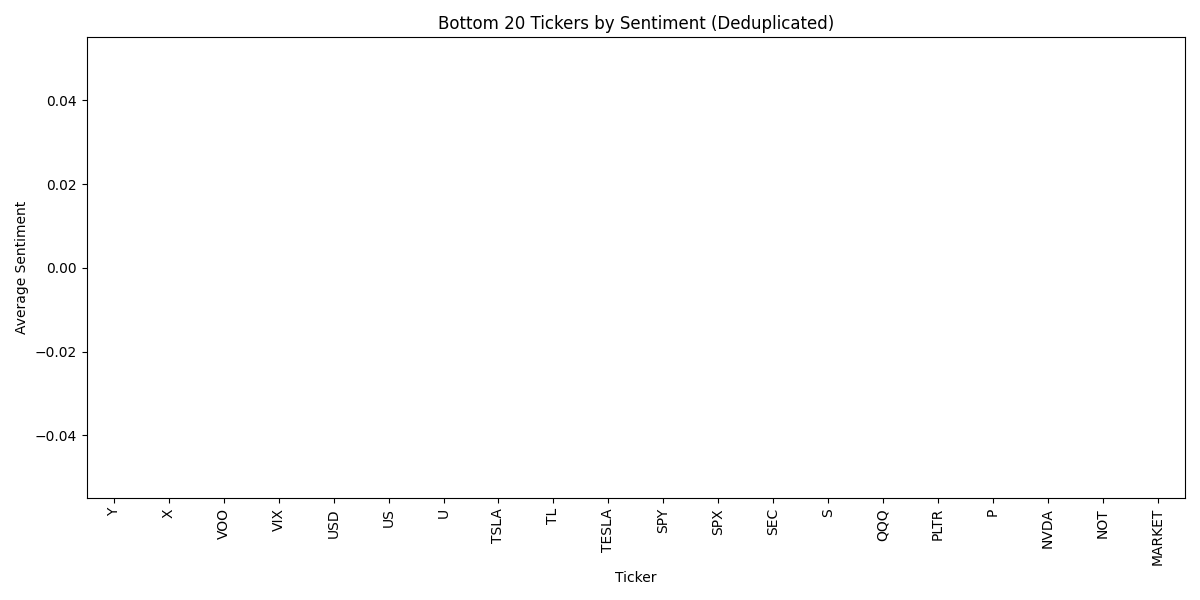 Bottom 20 Tickers by Sentiment (Deduplicated)
Average Sentiment
0.04
0.02
0.00
−0.02
−0.04
Y
X
VOO
VIX
USD
US
U
TSLA
TL
TESLA
SPY
SPX
SEC
S
QQQ
PLTR
P
NVDA
NOT
MARKET
Ticker